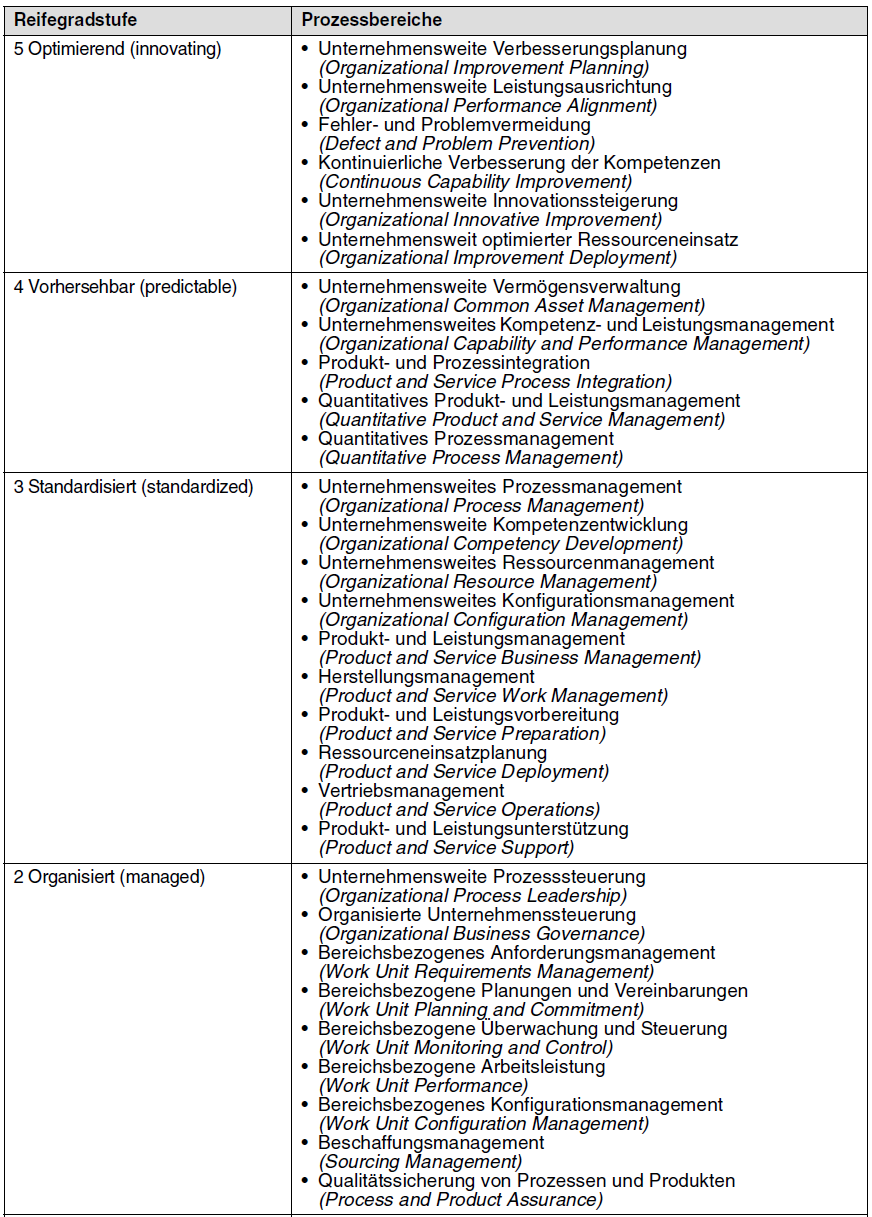 Reifegradstufe
Prozessbereiche
5 Optimierend (innovating)
• Unternehmensweite Verbesserungsplanung
(Organizational Improvement Planning)
• Unternehmensweite Leistungsausrichtung
(Organizational Performance Alignment)
• Fehler- und Problemvermeidung
(Defect and Problem Prevention)
• Kontinuierliche Verbesserung der Kompetenzen
(Continuous Capability Improvement)
• Unternehmensweite Innovationssteigerung
(Organizational Innovative Improvement)
• Unternehmensweit optimierter Ressourceneinsatz
(Organizational Improvement Deployment)
4 Vorhersehbar (predictable)
• Unternehmensweite Vermögensverwaltung
(Organizational Common Asset Management)
• Unternehmensweites Kompetenz- und Leistungsmanagement
(Organizational Capability and Performance Management)
• Produkt- und Prozessintegration
(Product and Service Process Integration)
• Quantitatives Produkt- und Leistungsmanagement
(Quantitative Product and Service Management)
• Quantitatives Prozessmanagement
(Quantitative Process Management)
3 Standardisiert (standardized)
• Unternehmensweites Prozessmanagement
(Organizational Process Management)
• Unternehmensweite Kompetenzentwicklung
(Organizational Competency Development)
• Unternehmensweites Ressourcenmanagement
(Organizational Resource Management)
• Unternehmensweites Konfigurationsmanagement
(Organizational Configuration Management)
• Produkt- und Leistungsmanagement
(Product and Service Business Management)
• Herstellungsmanagement
(Product and Service Work Management)
• Produkt- und Leistungsvorbereitung
(Product and Service Preparation)
• Ressourceneinsatzplanung
(Product and Service Deployment)
• Vertriebsmanagement
(Product and Service Operations)
• Produkt- und Leistungsunterstützung
(Product and Service Support)
2 Organisiert (managed)
• Unternehmensweite Prozesssteuerung
(Organizational Process Leadership)
• Organisierte Unternehmenssteuerung
(Organizational Business Governance)
• Bereichsbezogenes Anforderungsmanagement
(Work Unit Requirements Management)
• Bereichsbezogene Planungen und Vereinbarungen
(Work Unit Planning and Commitment)
• Bereichsbezogene Überwachung und Steuerung
(Work Unit Monitoring and Control)
• Bereichsbezogene Arbeitsleistung
(Work Unit Performance)
• Bereichsbezogenes Konfigurationsmanagement
(Work Unit Configuration Management)
• Beschaffungsmanagement
(Sourcing Management)
• Qualitätssicherung von Prozessen und Produkten
(Process and Product Assurance)